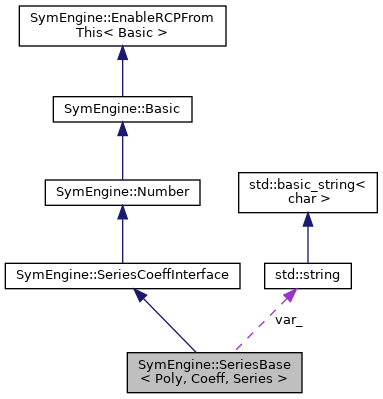 SymEngine::EnableRCPFrom
This< Basic >
SymEngine::Basic
SymEngine::Number
std::basic_string<
char >
SymEngine::SeriesCoeffInterface
std::string
var_
SymEngine::SeriesBase
< Poly, Coeff, Series >